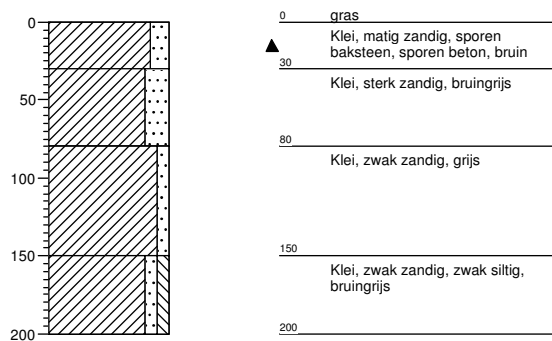 0
50
100
150
200
0 gras
Klei, matig zandig, sporen
baksteen, sporen beton, bruin
30
Klei, sterk zandig, bruingrijs
80
Klei, zwak zandig, grijs
150
Klei, zwak zandig, zwak siltig,
bruingrijs
200